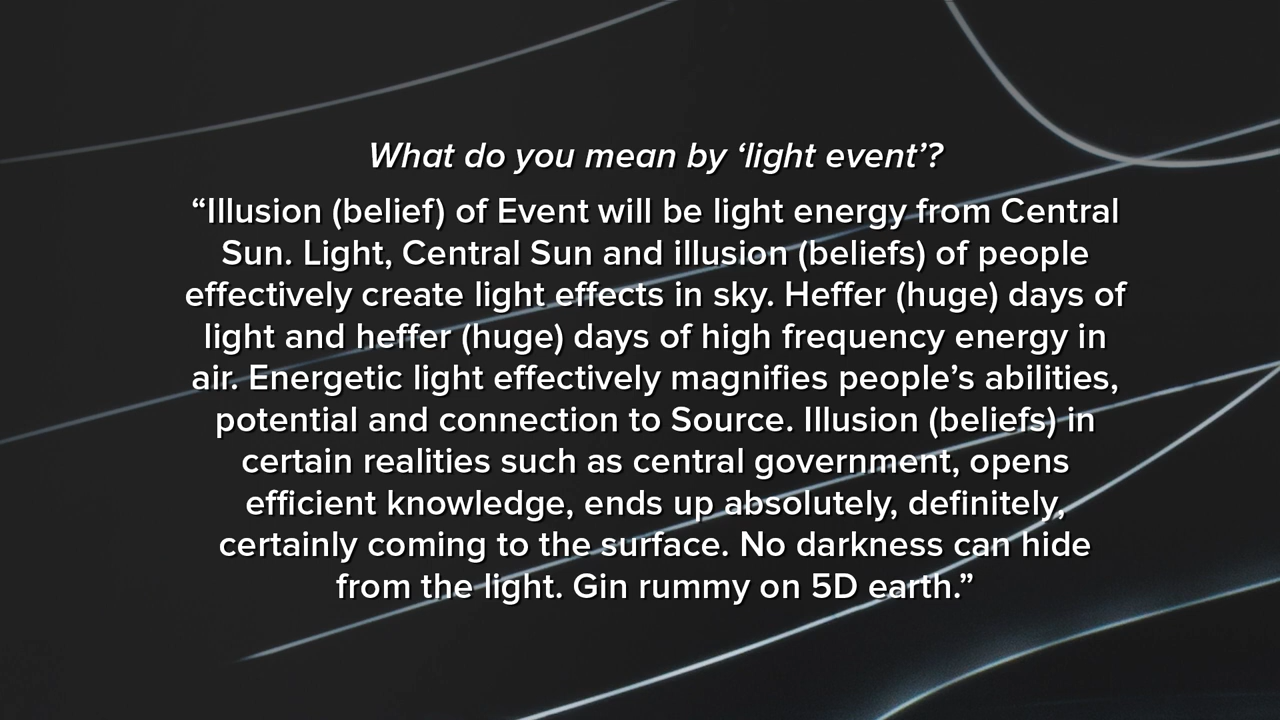 What do you mean by ‘light event’?
“Illusion (belief) of Event will be light energy from Central
Sun. Light, Central Sun and illusion (beliefs) of people
effectively create light effects in sky. Heffer (huge) days of
light and heffer (huge) days of high frequency energy in
air. Energetic light effectively magnifies people’s abilities,
potential and connection to Source. Illusion (beliefs) in
certain realities such as central government, opens
efficient knowledge, ends up absolutely, definitely,
certainly coming to the surface. No darkness can hide
from the light. Gin rummy on 5D earth.”